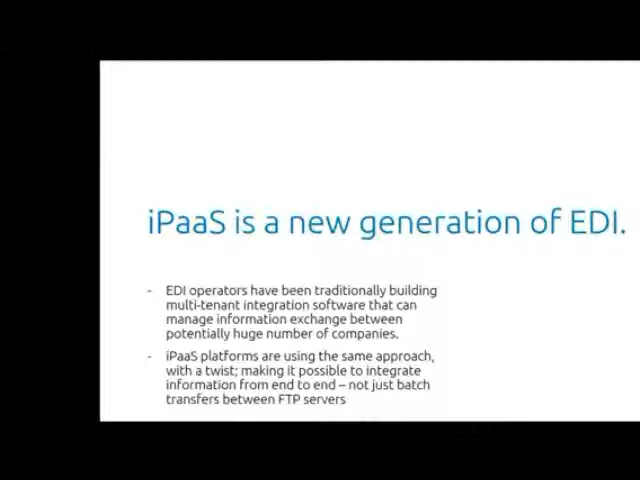 iPaaS is a new generation of EDI.
- EDI operators have been traditionally building
multi-tenant integration software that can
manage information exchange between
potentially huge number of companies.
- iPaaS platforms are using the same approach,
with a twist; making it possible to integrate
information from end to end – not just batch
transfers between FTP servers